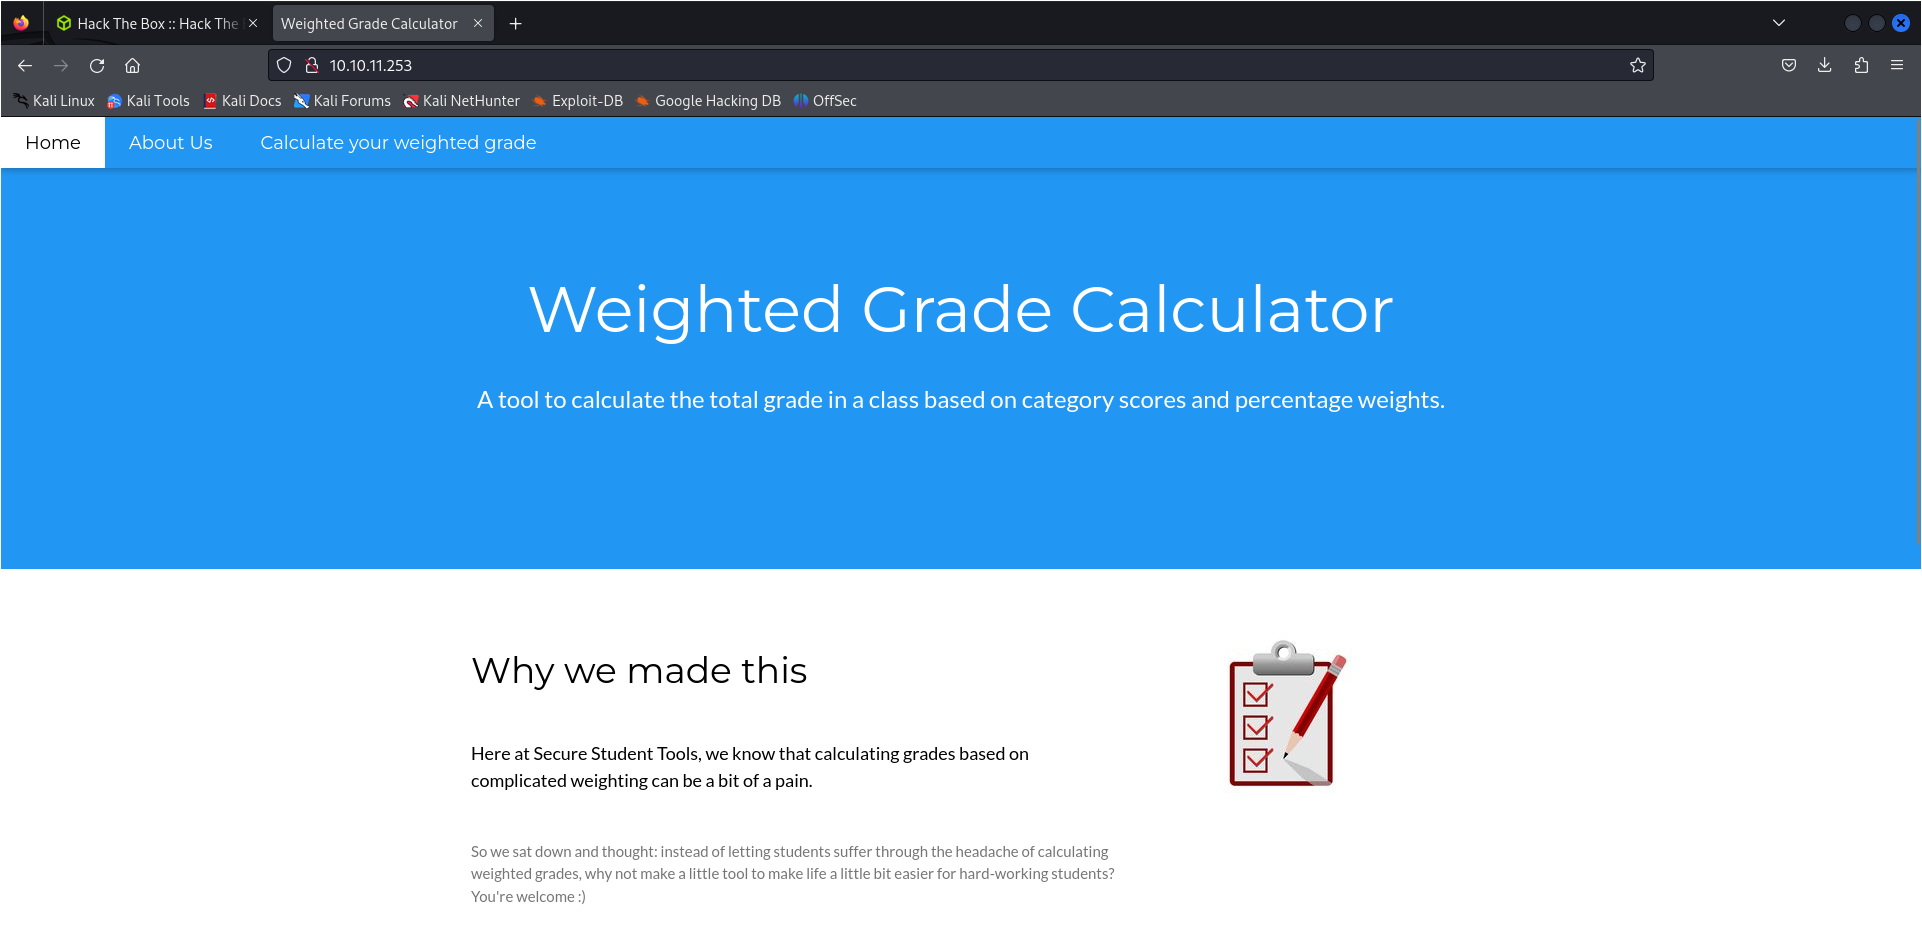 Hack The Box :: Hack The
Weighted Grade Calculator
10.10.11.253
Kali Linux Kali Tools Kali Docs Kali Forums Kali NetHunter Exploit-DB Google Hacking DB OffSec
Home About Us Calculate your weighted grade
Weighted Grade Calculator
A tool to calculate the total grade in a class based on category scores and percentage weights.
Why we made this
Here at Secure Student Tools, we know that calculating grades based on
complicated weighting can be a bit of a pain.
So we sat down and thought: instead of letting students suffer through the headache of calculating
weighted grades, why not make a little tool to make life a little bit easier for hard-working students?
You're welcome :)